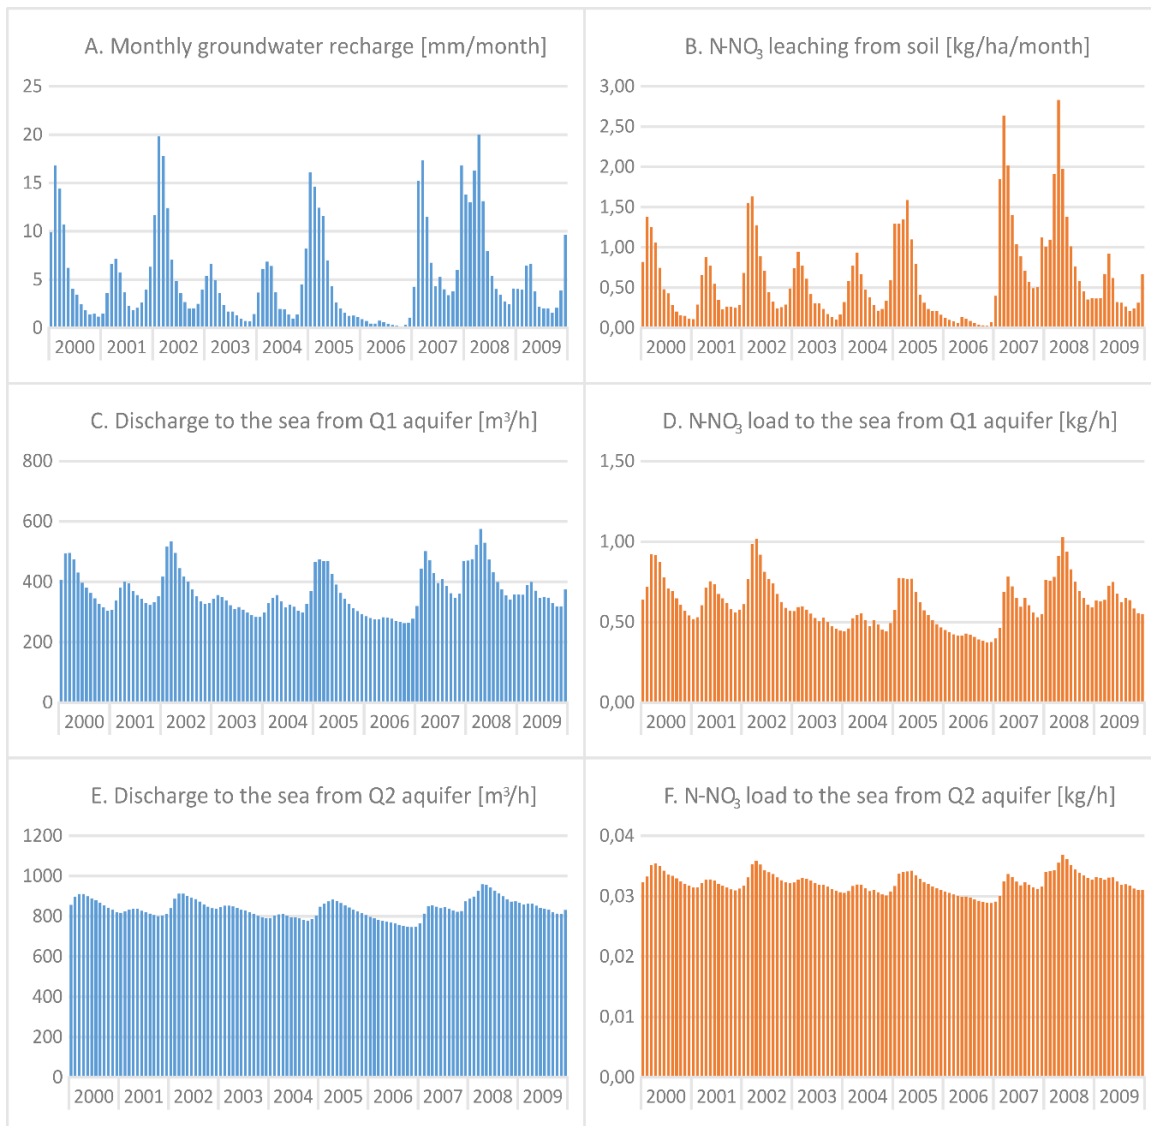 A. Monthly groundwater recharge [mm/month]
25
20
15
10
5
0
2000 2001 2002 2003 2004 2005 2006 2007 2008 2009
B. N-NO₃ leaching from soil [kg/ha/month]
3,00
2,50
2,00
1,50
1,00
0,50
0,00
2000 2001 2002 2003 2004 2005 2006 2007 2008 2009
C. Discharge to the sea from Q1 aquifer [m³/h]
800
600
400
200
0
2000 2001 2002 2003 2004 2005 2006 2007 2008 2009
D. N-NO₃ load to the sea from Q1 aquifer [kg/h]
1,50
1,00
0,50
0,00
2000 2001 2002 2003 2004 2005 2006 2007 2008 2009
E. Discharge to the sea from Q2 aquifer [m³/h]
1200
1000
800
600
400
200
0
2000 2001 2002 2003 2004 2005 2006 2007 2008 2009
F. N-NO₃ load to the sea from Q2 aquifer [kg/h]
0,04
0,03
0,02
0,01
0,00
2000 2001 2002 2003 2004 2005 2006 2007 2008 2009